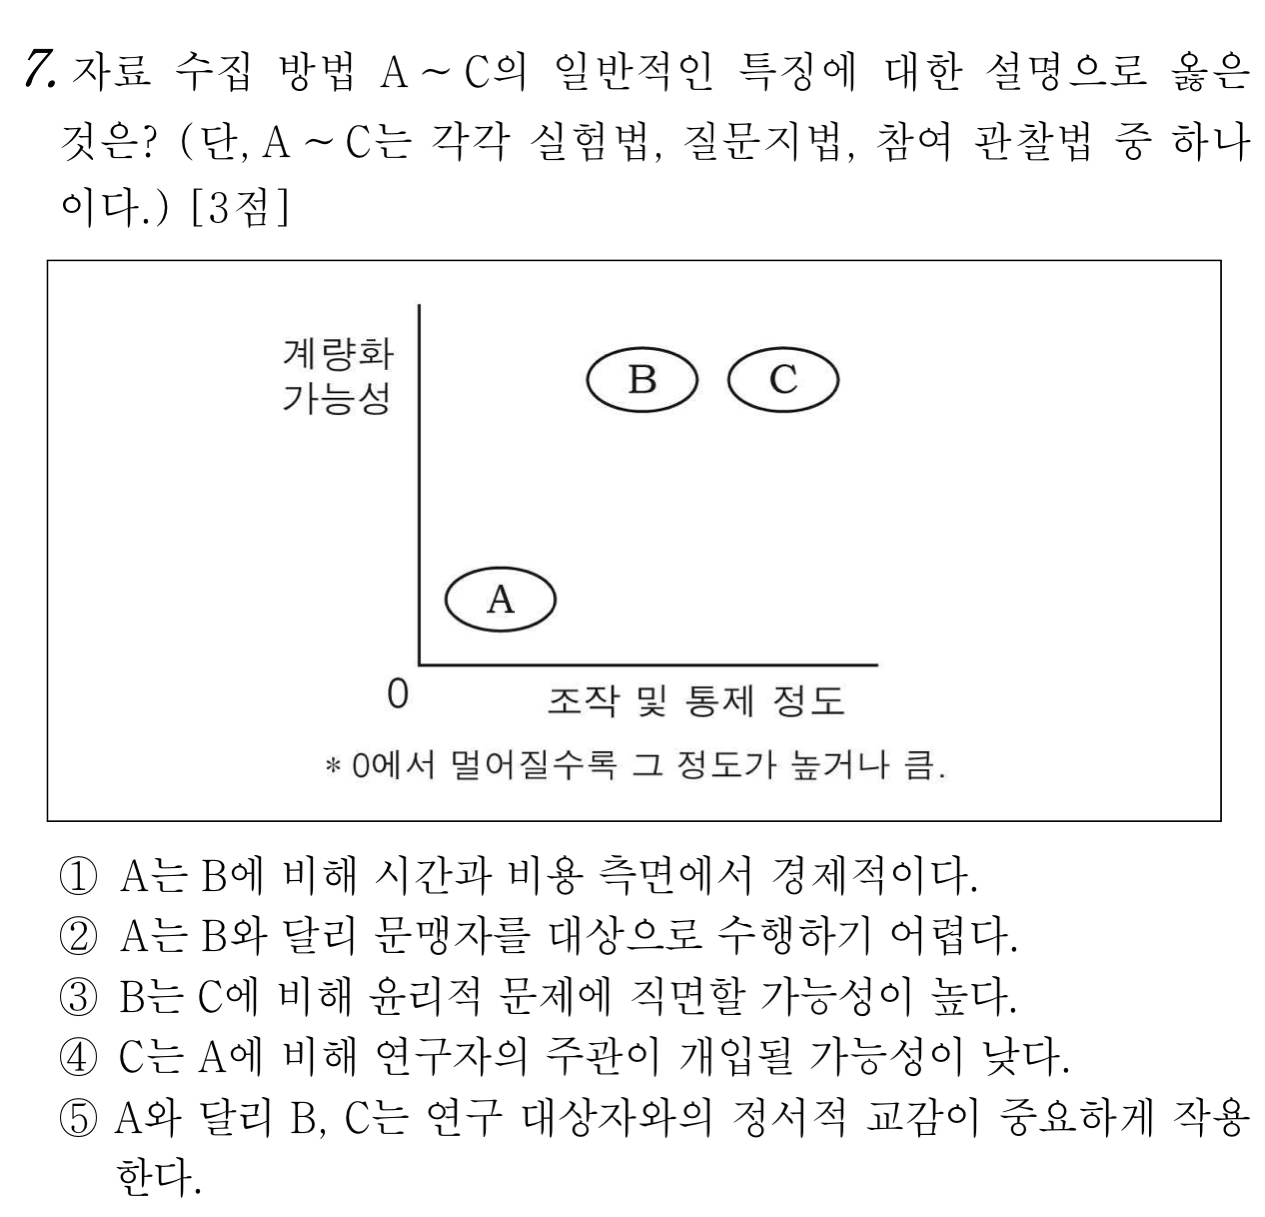 7. 자료 수집 방법 A ~ C의 일반적인 특징에 대한 설명으로 옳은
것은? (단, A ~ C는 각각 실험법, 질문지법, 참여 관찰법 중 하나
이다.) [3점]
계량화
가능성
B
C
A
0
조작 및 통제 정도
* 0에서 멀어질수록 그 정도가 높거나 큼.
① A는 B에 비해 시간과 비용 측면에서 경제적이다.
② A는 B와 달리 문맹자를 대상으로 수행하기 어렵다.
③ B는 C에 비해 윤리적 문제에 직면할 가능성이 높다.
④ C는 A에 비해 연구자의 주관이 개입될 가능성이 낮다.
⑤ A와 달리 B, C는 연구 대상자와의 정서적 교감이 중요하게 작용
한다.